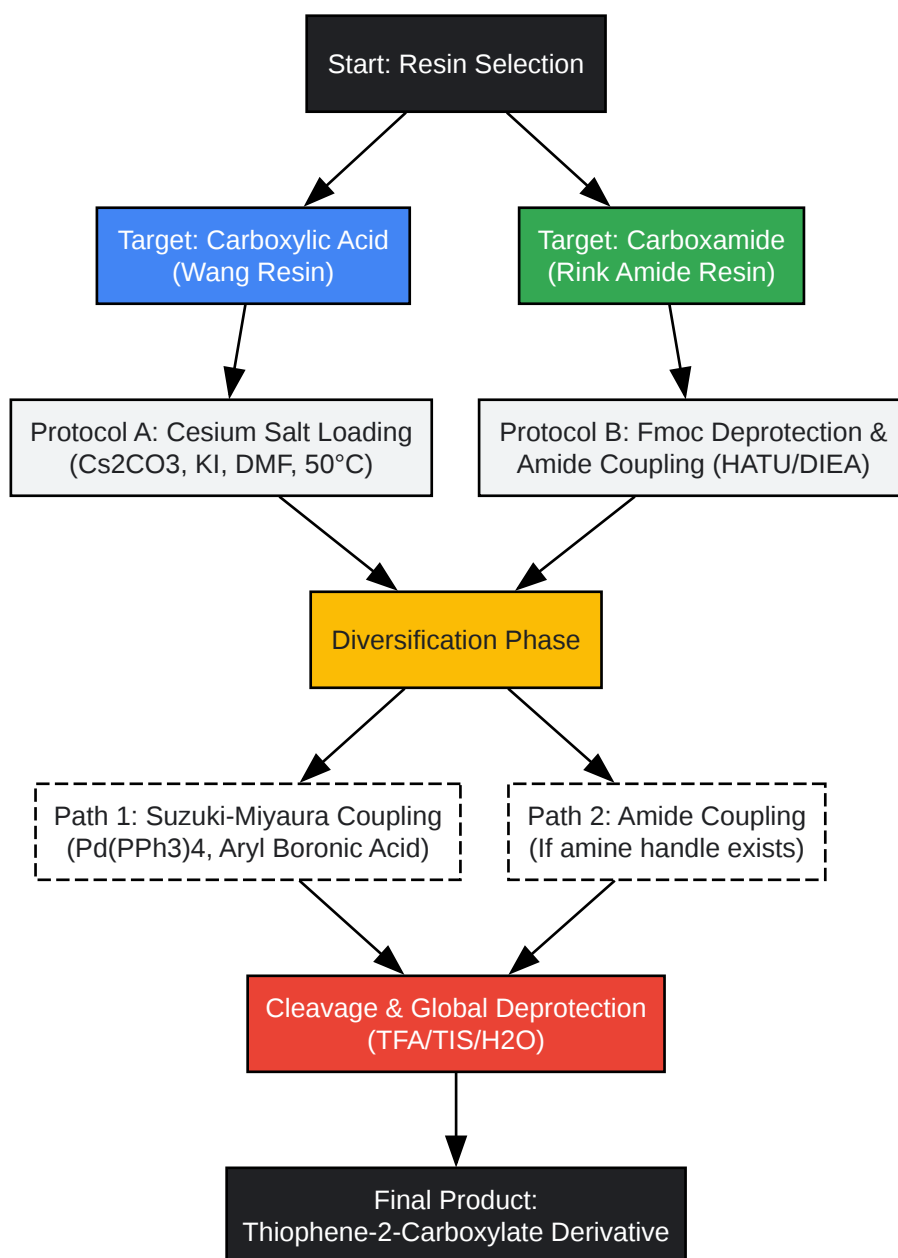 Start: Resin Selection
Target: Carboxylic Acid
(Wang Resin)
Target: Carboxamide
(Rink Amide Resin)
Protocol A: Cesium Salt Loading
(Cs2CO3, KI, DMF, 50°C)
Protocol B: Fmoc Deprotection &
Amide Coupling (HATU/DIEA)
Diversification Phase
Path 1: Suzuki-Miyaura Coupling
(Pd(PPh3)4, Aryl Boronic Acid)
Path 2: Amide Coupling
(If amine handle exists)
Cleavage & Global Deprotection
(TFA/TIS/H2O)
Final Product:
Thiophene-2-Carboxylate Derivative